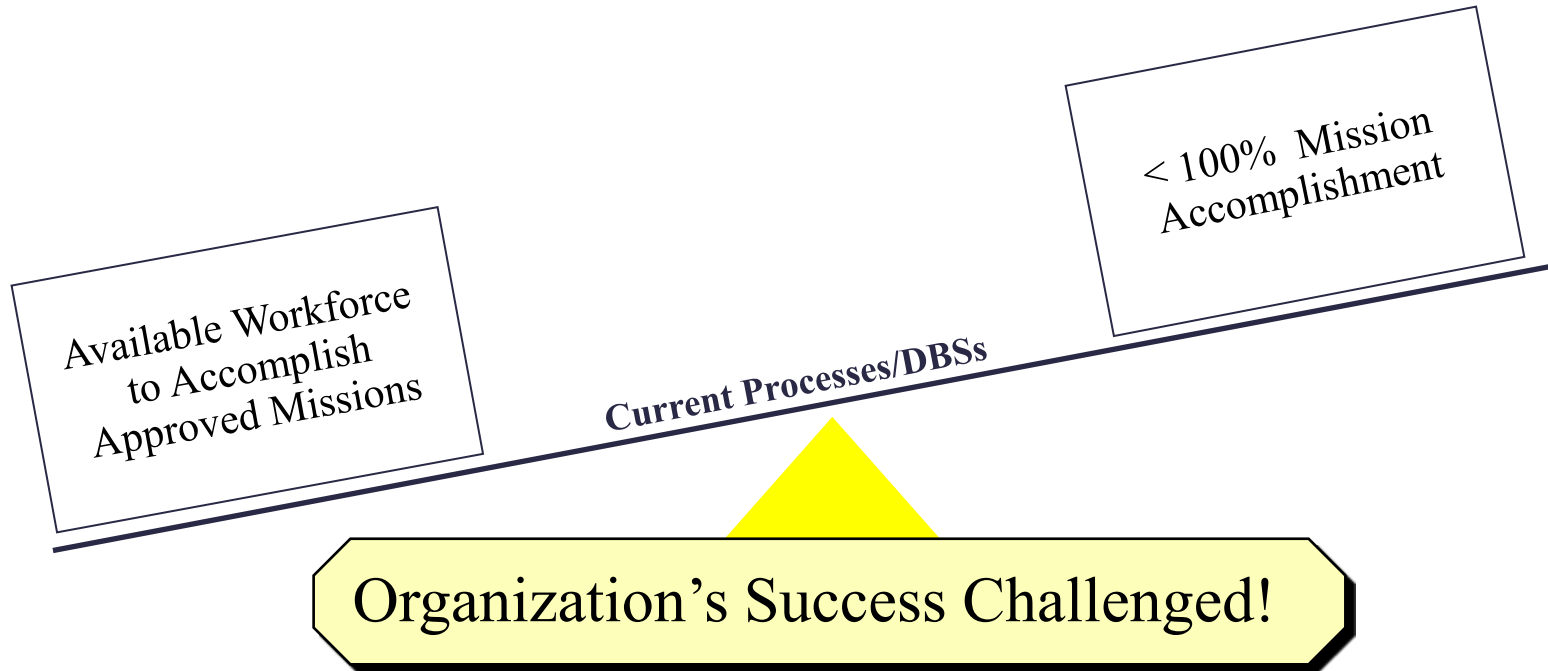 < 100%  Mission
Accomplishment
Available Workforce
to Accomplish
Approved Missions
Current Processes/DBSs
Organization’s Success Challenged!